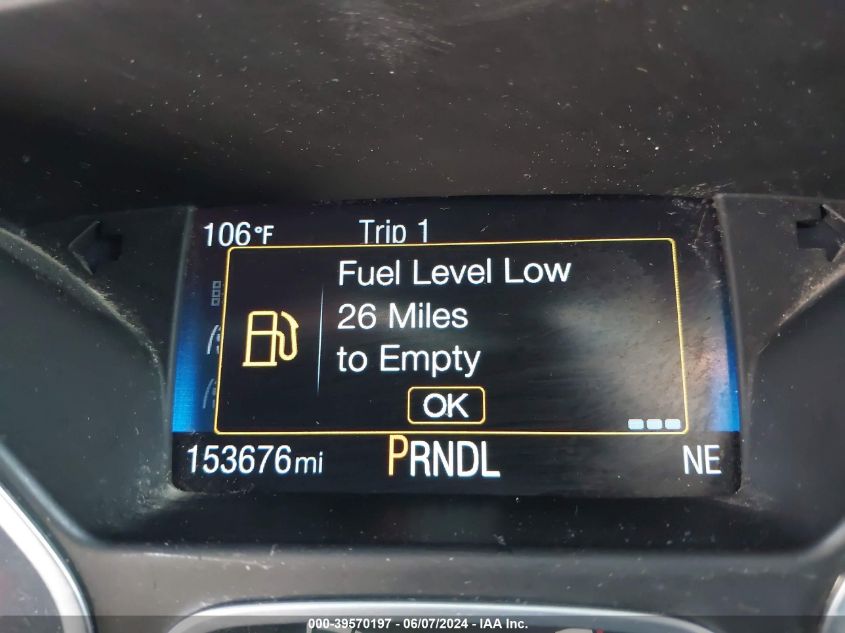 106°F Trip 1
Fuel Level Low
26 Miles
to Empty
OK
153676mi PRNDL NE
000-39570197 - 06/07/2024 - IAA Inc.